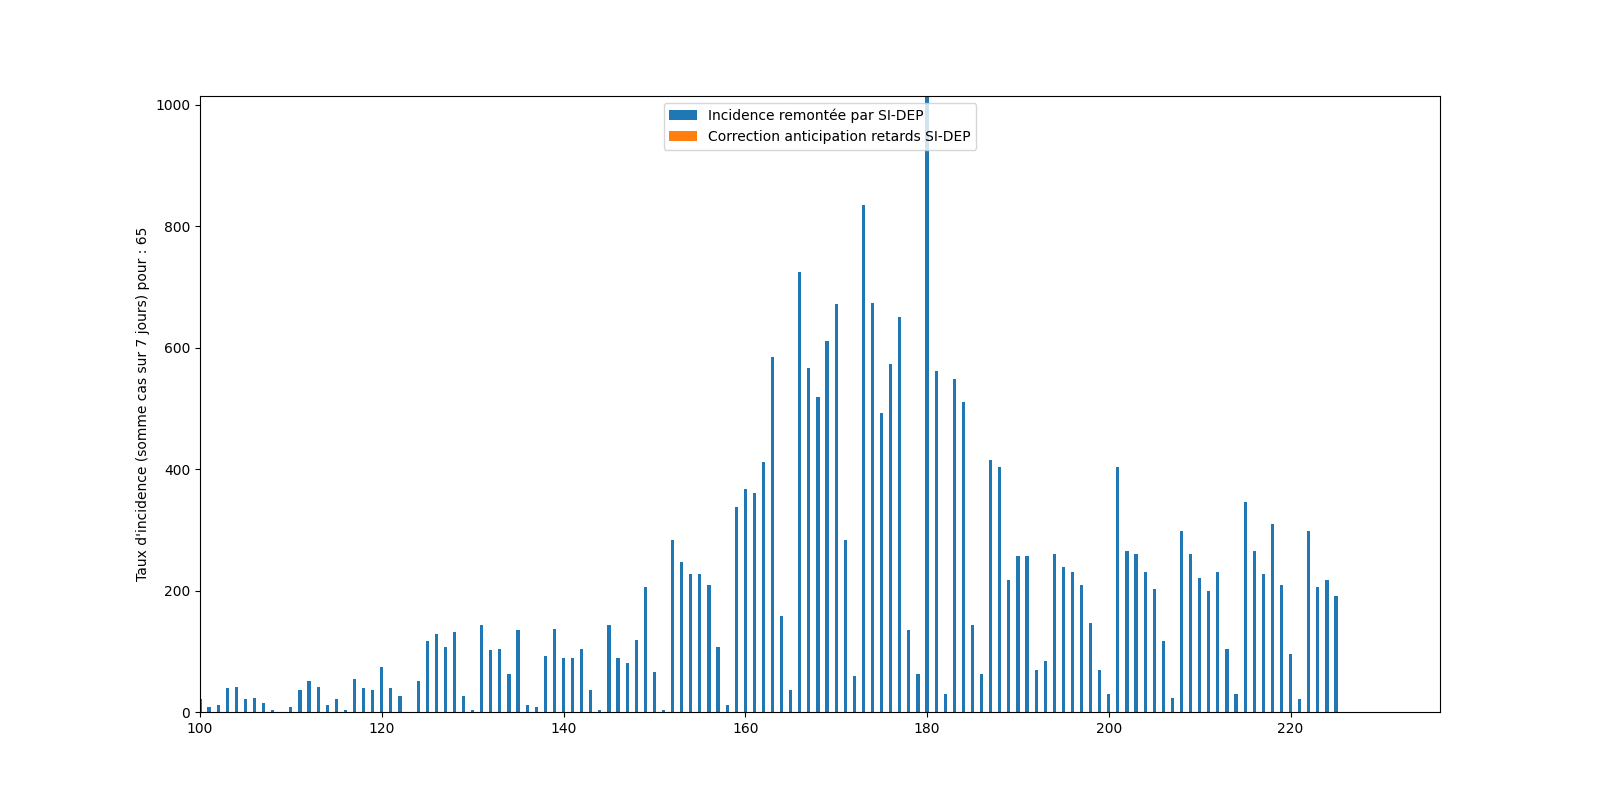 Incidence remontée par SI-DEP
Correction anticipation retards SI-DEP
Taux d'incidence (somme cas sur 7 jours) pour : 65
1000
800
600
400
200
0
100 120 140 160 180 200 220